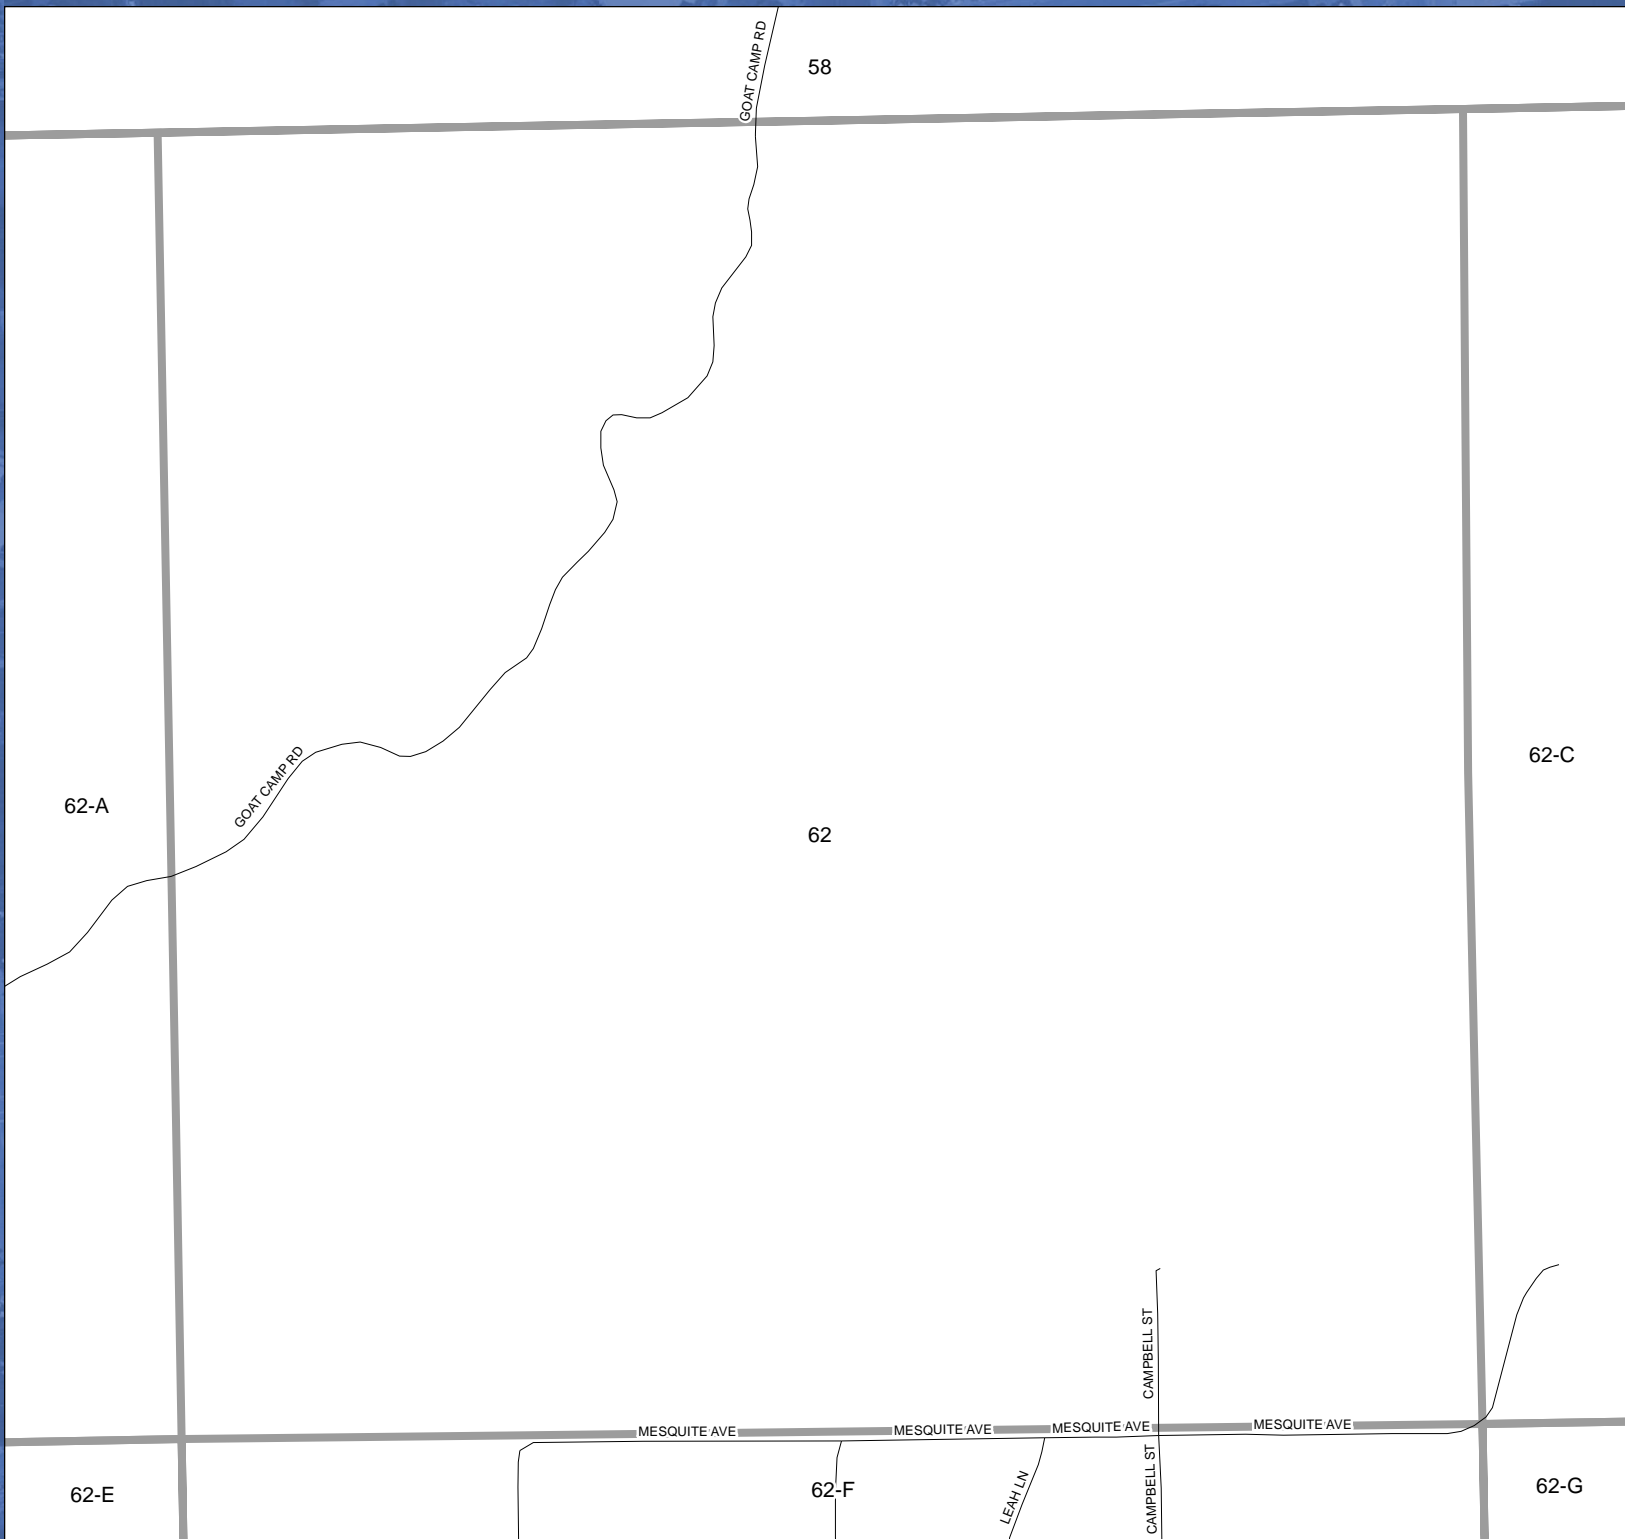 GOAT CAMP RD
58
62-C
GOAT CAMP RD
62-A
62
CAMPBELL ST
MESQUITE AVE
MESQUITE AVE
MESQUITE AVE
MESQUITE AVE
62-E
62-F
LEAH LN
CAMPBELL ST
62-G